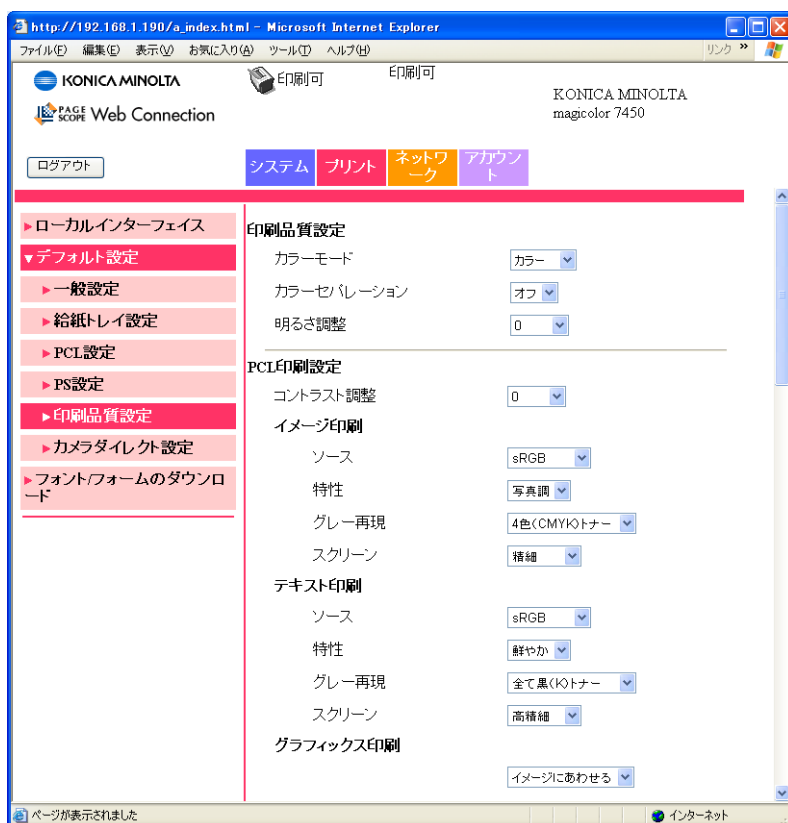 http://192.168.1.190/a_index.html - Microsoft Internet Explorer
ファイル(F) 編集(E) 表示(V) お気に入り(A) ツール(T) ヘルプ(H) リンク »
KONICA MINOLTA
印刷可 印刷可
PAGE SCOPE Web Connection
KONICA MINOLTA
magicolor 7450
ログアウト
システム
プリント
ネットワ
ーク
アカウン
ト
ローカルインターフェイス
デフォルト設定
一般設定
給紙トレイ設定
PCL設定
PS設定
印刷品質設定
カメラダイレクト設定
フォント/フォームのダウンロ
ード
印刷品質設定
カラーモード カラー
カラーセパレーション オフ
明るさ調整 0
PCL印刷設定
コントラスト調整 0
イメージ印刷
ソース sRGB
特性 写真調
グレー再現 4色(CMYK)トナー
スクリーン 精細
テキスト印刷
ソース sRGB
特性 鮮やか
グレー再現 全て黒(K)トナー
スクリーン 高精細
グラフィックス印刷
イメージにあわせる
ページが表示されました インターネット